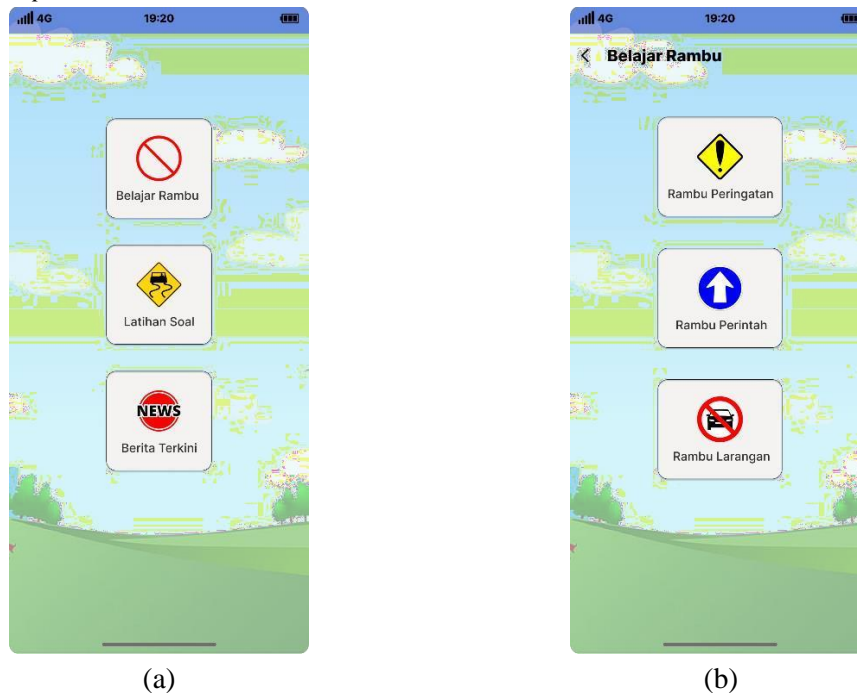 4G 19:20
Belajar Rambu
Latihan Soal
NEWS
Berita Terkini
(a)
4G 19:20
Belajar Rambu
Rambu Peringatan
Rambu Perintah
Rambu Larangan
(b)